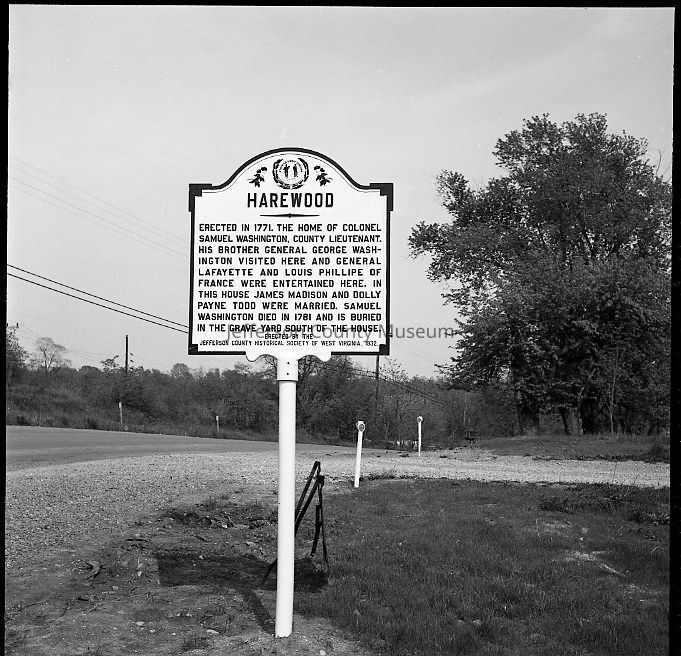 HAREWOOD
ERECTED IN 1771. THE HOME OF COLONEL
SAMUEL WASHINGTON, COUNTY LIEUTENANT.
HIS BROTHER GENERAL GEORGE WASH-
INGTON VISITED HERE AND GENERAL
LAFAYETTE AND LOUIS PHILLIPE OF
FRANCE WERE ENTERTAINED HERE. IN
THIS HOUSE JAMES MADISON AND DOLLY
PAYNE TODD WERE MARRIED. SAMUEL
WASHINGTON DIED IN 1781 AND IS BURIED
IN THE GRAVE YARD SOUTH OF THE HOUSE.
ERECTED BY THE
JEFFERSON COUNTY HISTORICAL SOCIETY OF WEST VIRGINIA, 1932.
Jefferson County Museum